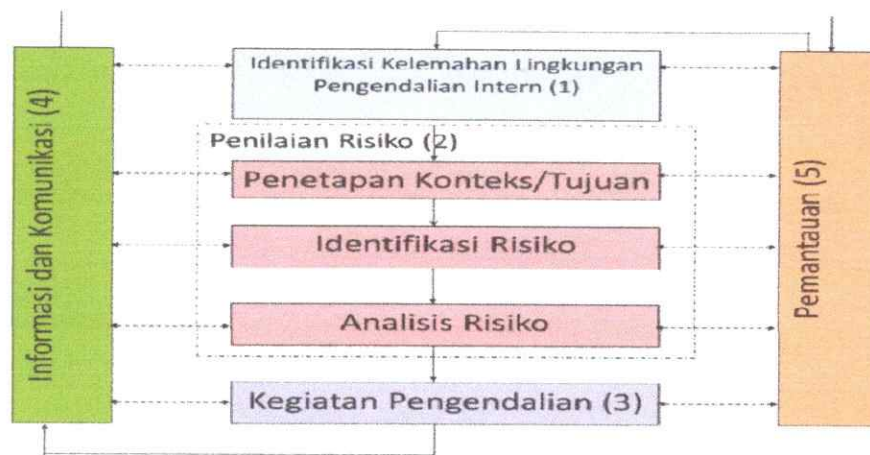 Identifikasi Kelemahan Lingkungan
Pengendalian Intern (1)
Penilaian Risiko (2)
Penetapan Konteks/Tujuan
Identifikasi Risiko
Analisis Risiko
Kegiatan Pengendalian (3)
Informasi dan Komunikasi (4)
Pemantauan (5)